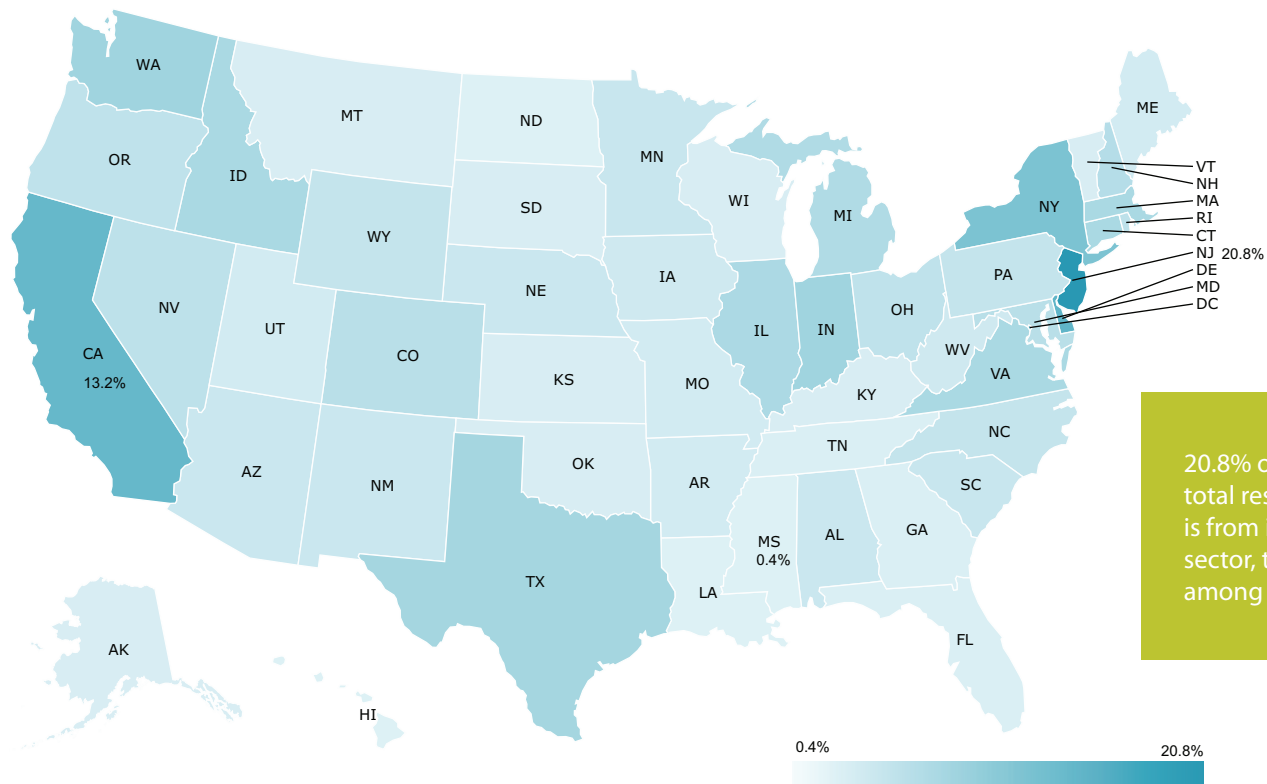 WA
MT
ND
ME
OR
ID
MN
VT
NH
SD
WI
MI
NY
MA
RI
WY
CT
NJ 20.8%
DE
MD
DC
IA
PA
NE
NV
OH
UT
IL
IN
CA
13.2%
CO
WV
VA
KS
MO
KY
NC
TN
AZ
NM
OK
AR
SC
MS
0.4%
AL
GA
TX
LA
FL
AK
HI
20.8%
total
is from
sector,
among
0.4%
20.8%